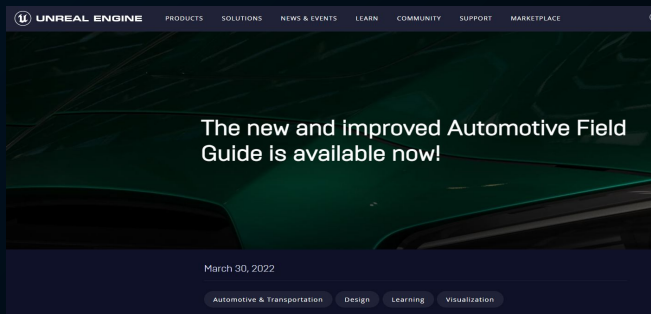 UNREAL ENGINE PRODUCTS SOLUTIONS NEWS & EVENTS LEARN COMMUNITY SUPPORT MARKETPLACE
The new and improved Automotive Field
Guide is available now!
March 30, 2022
Automotive & Transportation Design Learning Visualization